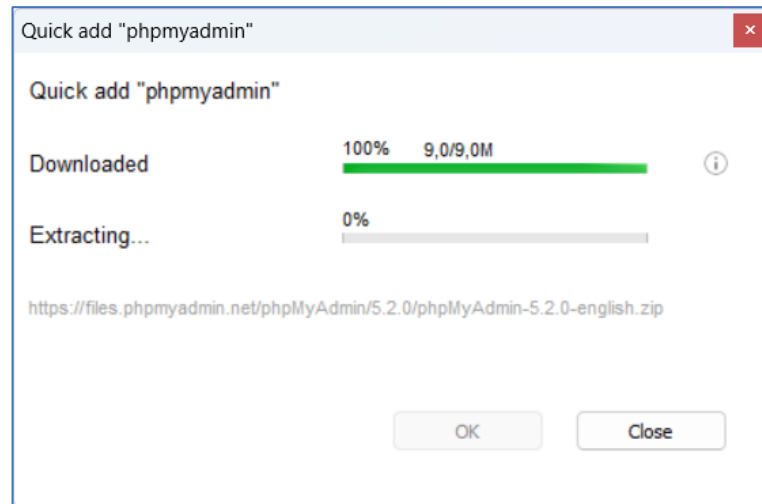 Quick add "phpmyadmin"
Quick add "phpmyadmin"
Downloaded 100% 9,0/9,0M
Extracting... 0%
https://files.phpmyadmin.net/phpMyAdmin/5.2.0/phpMyAdmin-5.2.0-english.zip
OK Close